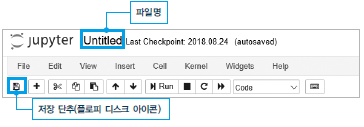 파일명
jupyter Untitled Last Checkpoint: 2018.08.24 (autosaved)
File Edit View Insert Cell Kernel Widgets Help
Run Code
저장 단추(플로피 디스크 아이콘)